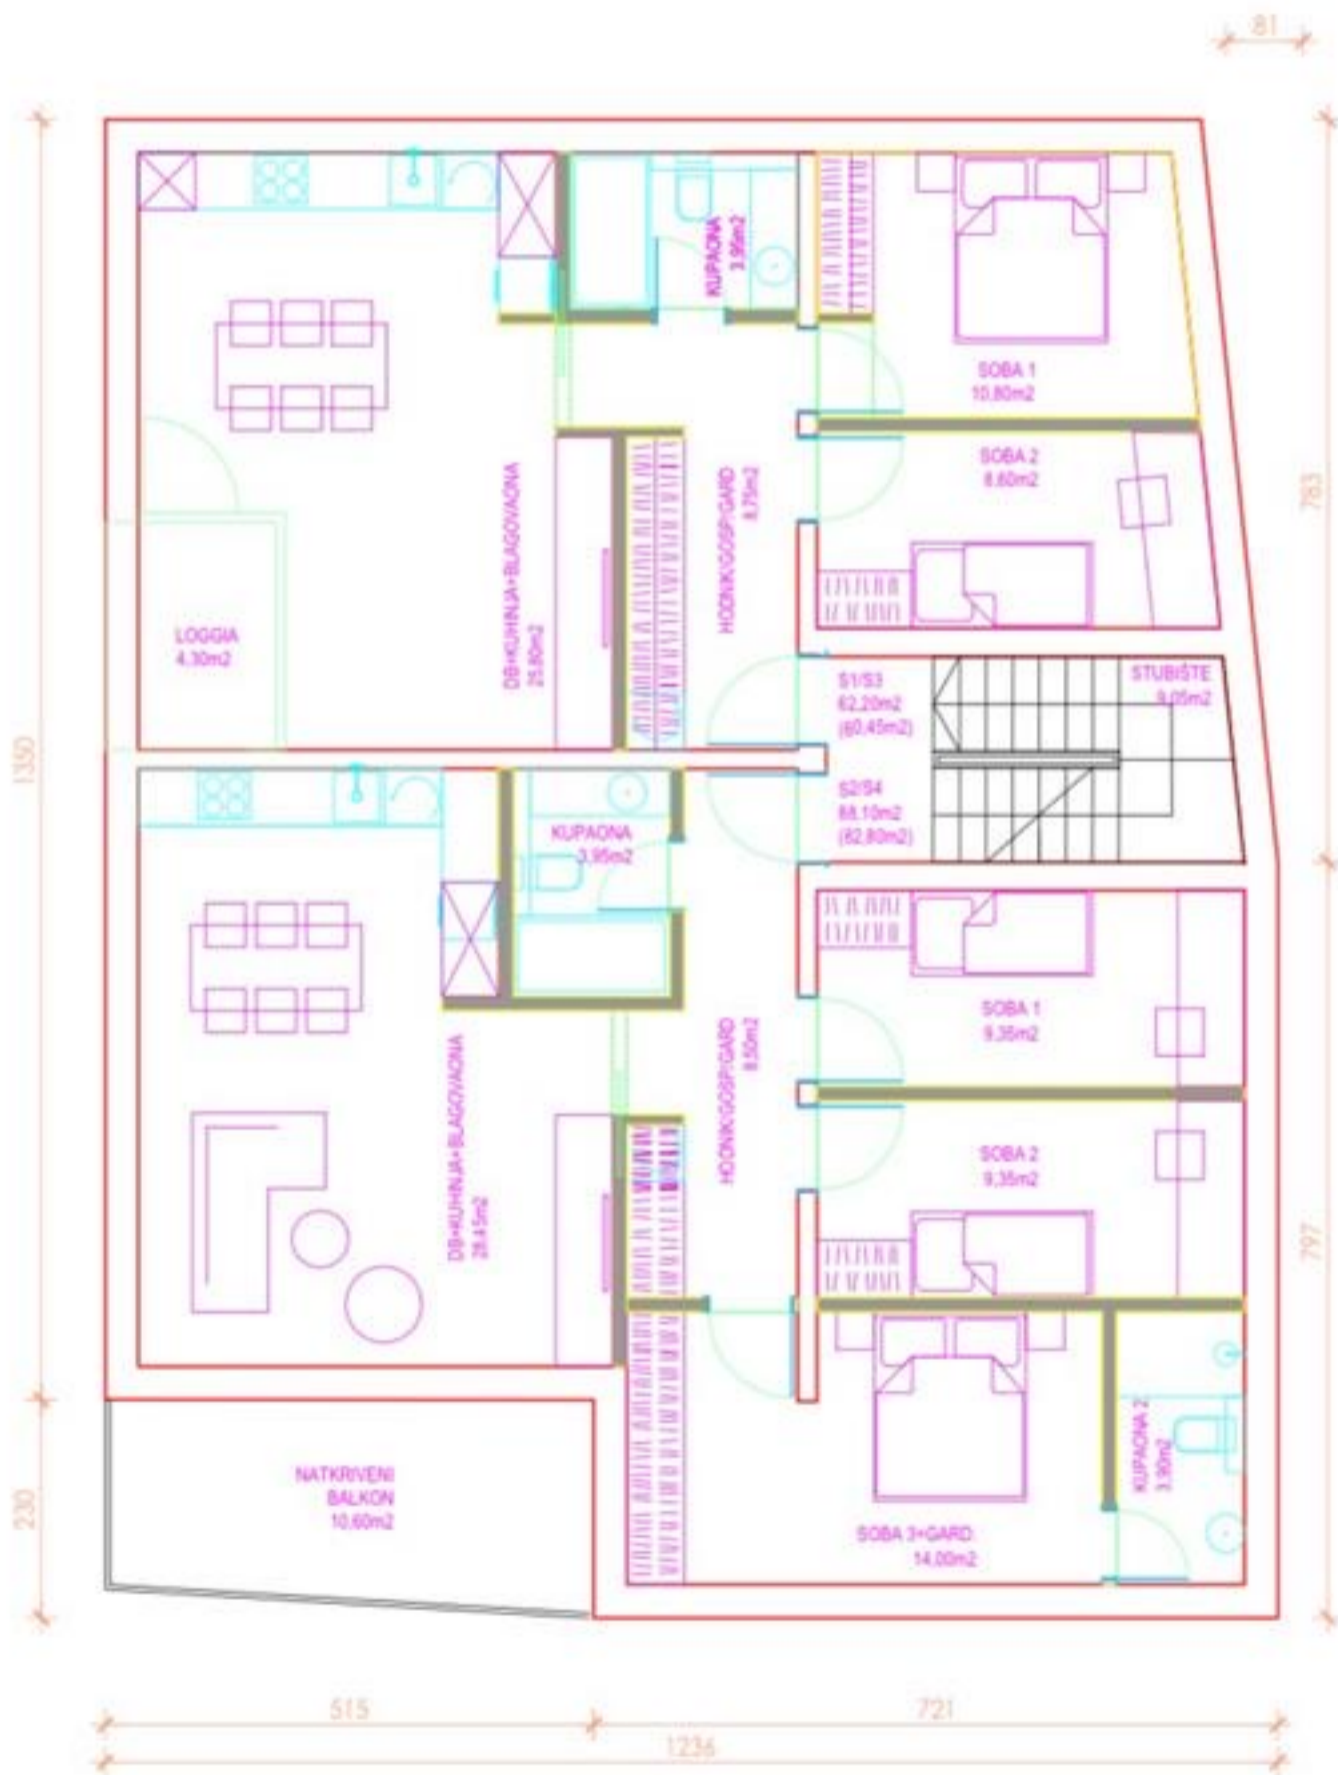 81
KUPAONA
3,95m2
SOBA 1
10,80m2
SOBA 2
8,60m2
783
HODNIK/GOSP/GARD
8,75m2
DB+KUHINJA+BLAGOVAONA
25,80m2
LOGGIA
4,30m2
S1/S3
62,20m2
(60,45m2)
STUBIŠTE
9,05m2
1350
S2/S4
88,10m2
(82,80m2)
KUPAONA
3,95m2
SOBA 1
9,35m2
HODNIK/GOSP/GARD
8,50m2
DB+KUHINJA+BLAGOVAONA
28,45m2
SOBA 2
9,35m2
797
KUPAONA 2
3,90m2
NATKRIVENI
BALKON
10,60m2
230
SOBA 3+GARD.
14,00m2
515
721
1236